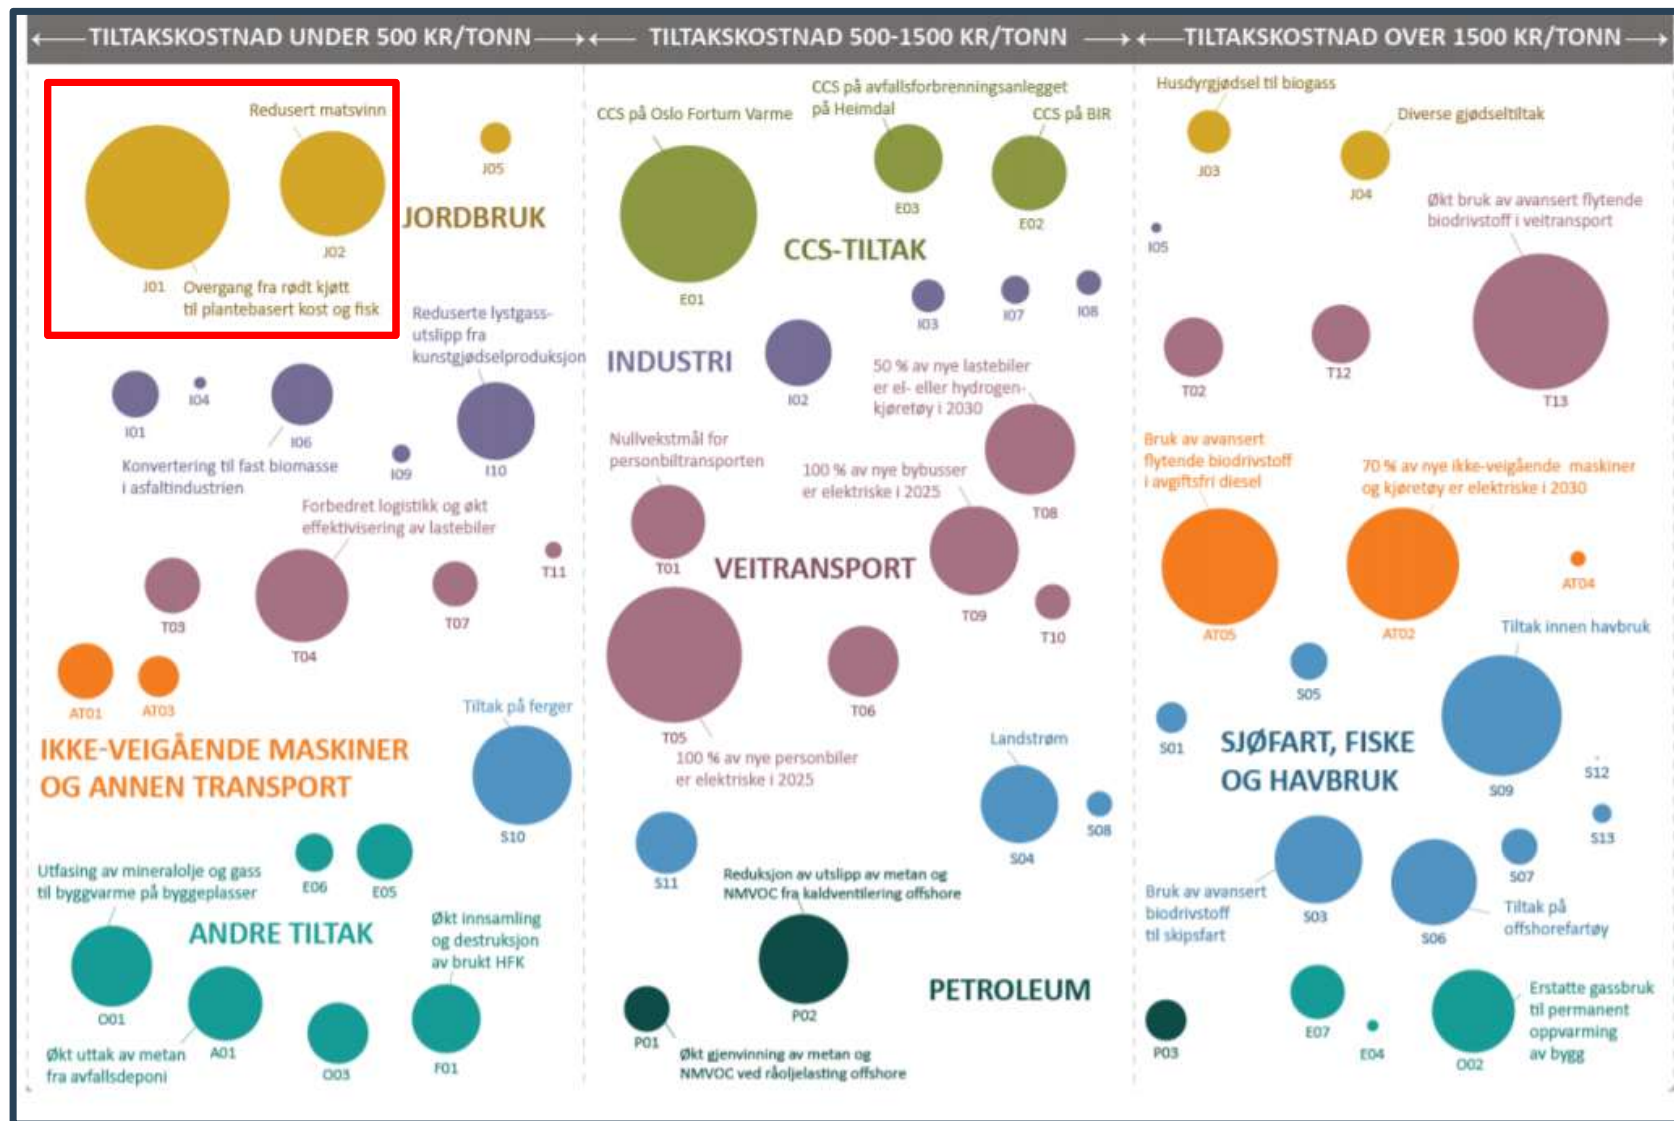 TILTAKSKOSTNAD UNDER 500 KR/TONN
TILTAKSKOSTNAD 500-1500 KR/TONN
TILTAKSKOSTNAD OVER 1500 KR/TONN
Redusert matsvinn
J05
JORDBRUK
J02
J01
Overgang fra rødt kjøtt
til plantebasert kost og fisk
Reduserte lystgass-
utslipp fra
kunstgjødselproduksjon
I01
I04
I06
I09
I10
Konvertering til fast biomasse
i asfaltindustrien
Forbedret logistikk og økt
effektivisering av lastebiler
T11
T03
T04
T07
AT01
AT03
Tiltak på ferger
IKKE-VEIGÅENDE MASKINER
OG ANNEN TRANSPORT
S10
Utfasing av mineralolje og gass
til byggvarme på byggeplasser
E06
E05
ANDRE TILTAK
Økt innsamling
og destruksjon
av brukt HFK
O01
A01
O03
F01
Økt uttak av metan
fra avfallsdeponi
CCS på Oslo Fortum Varme
CCS på avfallsforbrenningsanlegget
på Heimdal
CCS på BIR
E03
E02
CCS-TILTAK
E01
I03
I07
I08
INDUSTRI
I02
50 % av nye lastebiler
er el- eller hydrogen-
kjøretøy i 2030
Nullvekstmål for
personbiltransporten
100 % av nye bybusser
er elektriske i 2025
T08
T01
VEITRANSPORT
T09
T10
T06
T05
100 % av nye personbiler
er elektriske i 2025
Landstrøm
S11
S04
S08
Reduksjon av utslipp av metan og
NMVOC fra kaldventilering offshore
PETROLEUM
P02
P01
Økt gjenvinning av metan og
NMVOC ved råoljelasting offshore
Husdyrgjødsel til biogass
Diverse gjødseltiltak
J03
J04
Økt bruk av avansert flytende
biodrivstoff i veitransport
I05
T02
T12
T13
Bruk av avansert
flytende biodrivstoff
i avgiftsfri diesel
70 % av nye ikke-veigående maskiner
og kjøretøy er elektriske i 2030
AT04
AT05
AT02
Tiltak innen havbruk
S05
S01
SJØFART, FISKE
OG HAVBRUK
S12
S09
S13
S07
Bruk av avansert
biodrivstoff
til skipsfart
S03
S06
Tiltak på
offshorefartøy
P03
E07
E04
O02
Erstatte gassbruk
til permanent
oppvarming
av bygg